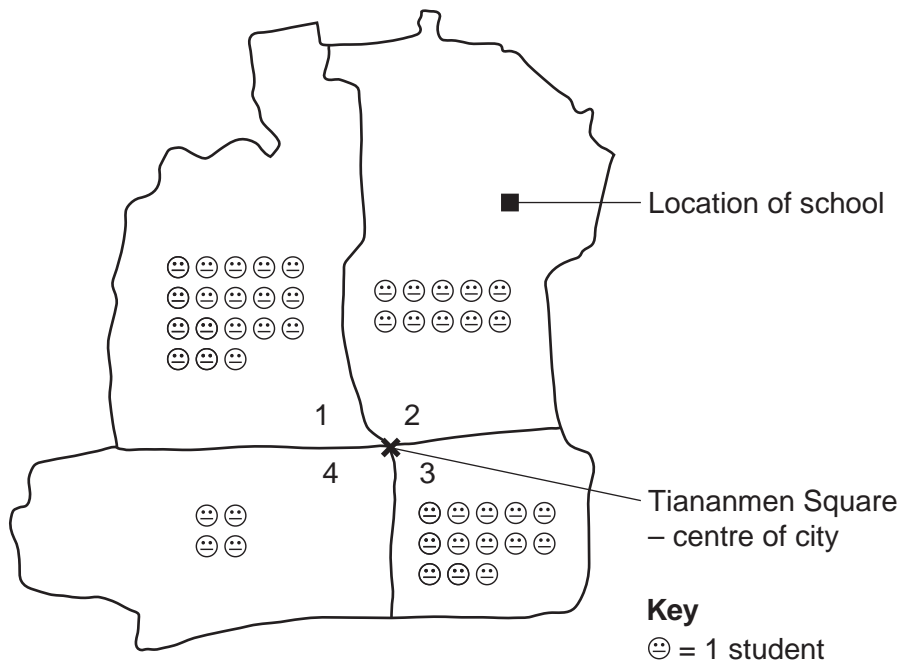 Location of school
1
2
4
3
Tiananmen Square
– centre of city
Key
= 1 student